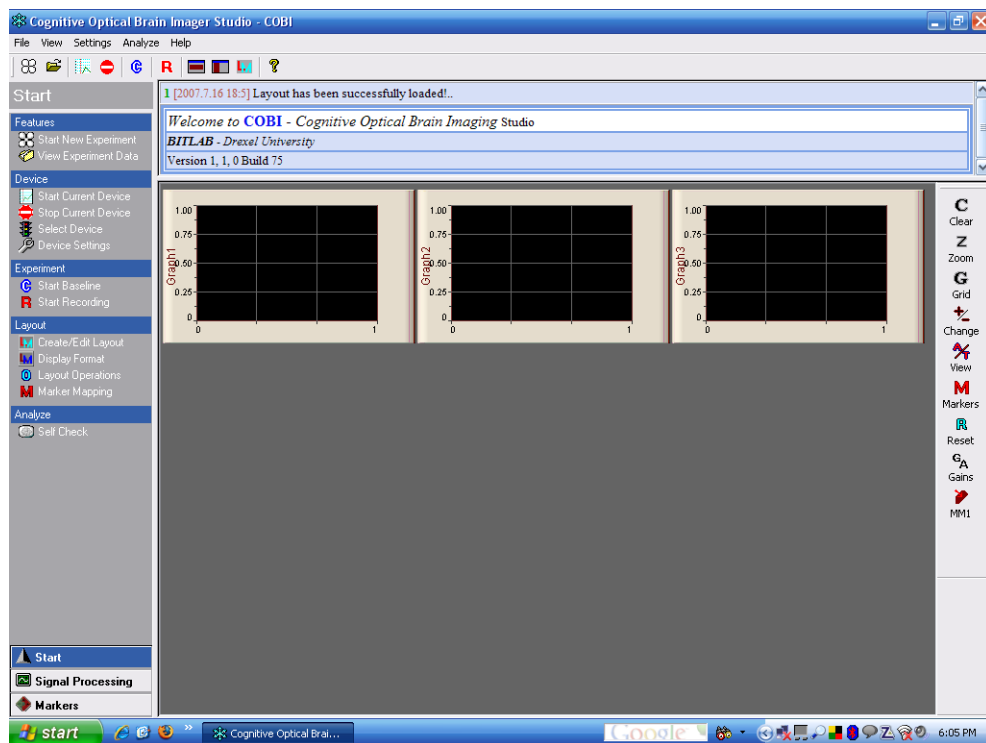 Cognitive Optical Brain Imager Studio - COBI
File View Settings Analyze Help
R
Start
Features
Start New Experiment
View Experiment Data
Device
Start Current Device
Stop Current Device
Select Device
Device Settings
Experiment
Start Baseline
R Start Recording
Layout
Create/Edit Layout
Display Format
Layout Operations
Marker Mapping
Analyze
Self Check
Start
Signal Processing
Markers
1 [2007.7.16 18:5] Layout has been successfully loaded!..
Welcome to COBI - Cognitive Optical Brain Imaging Studio
BITLAB - Drexel University
Version 1, 1, 0 Build 75
Graph1
1.00
0.75
0.50
0.25
0
0 1
Graph2
1.00
0.75
0.50
0.25
0
0 1
Graph3
1.00
0.75
0.50
0.25
0
0 1
C
Clear
Z
Zoom
G
Grid
Change
View
M
Markers
R
Reset
GA
Gains
MM1
start
Cognitive Optical Brai...
Google
6:05 PM